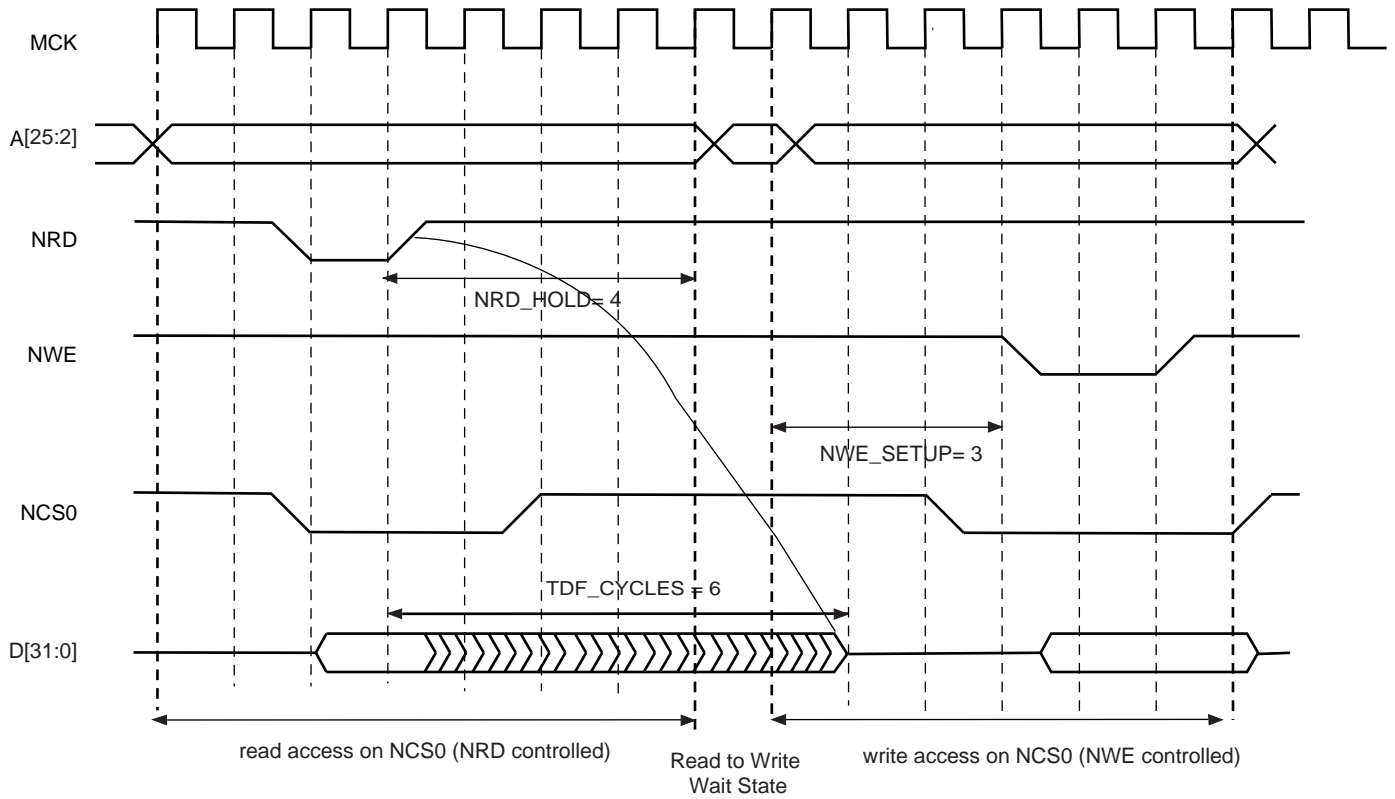 MCK
A[25:2]
NRD
NRD_HOLD= 4
NWE
NWE_SETUP= 3
NCS0
TDF_CYCLES = 6
D[31:0]
read access on NCS0 (NRD controlled)
Read to Write
Wait State
write access on NCS0 (NWE controlled)